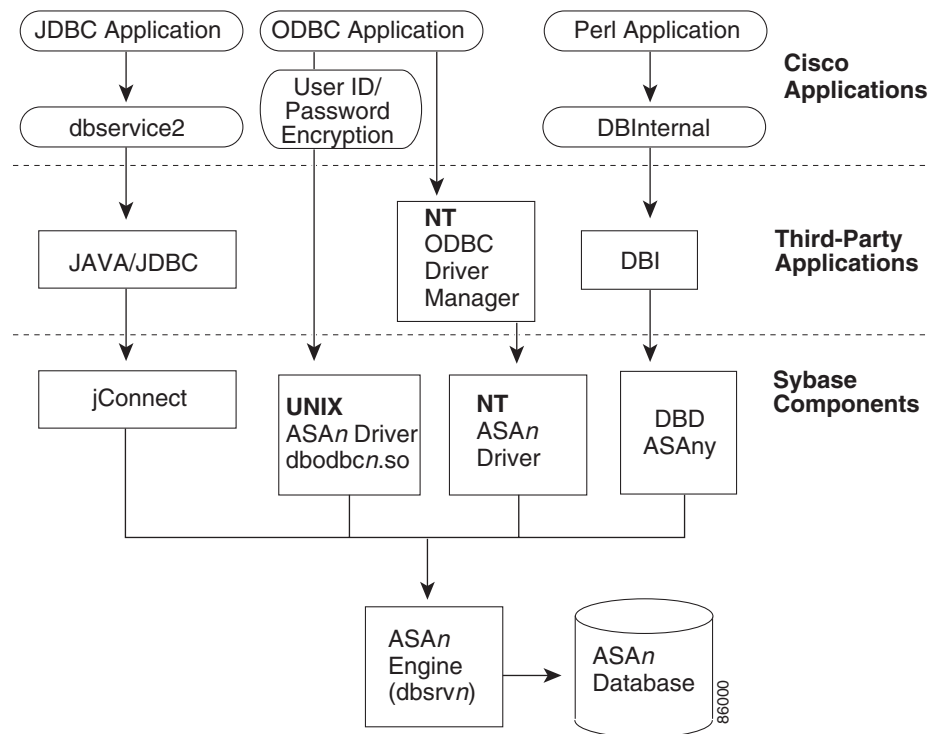 JDBC Application
ODBC Application
Perl Application
Cisco
Applications
User ID/
Password
Encryption
dbservice2
DBInternal
NT
ODBC
Driver
Manager
JAVA/JDBC
DBI
Third-Party
Applications
jConnect
UNIX
ASAn Driver
dbodbcn.so
NT
ASAn
Driver
DBD
ASAny
Sybase
Components
ASAn
Engine
(dbsrvn)
ASAn
Database
86000